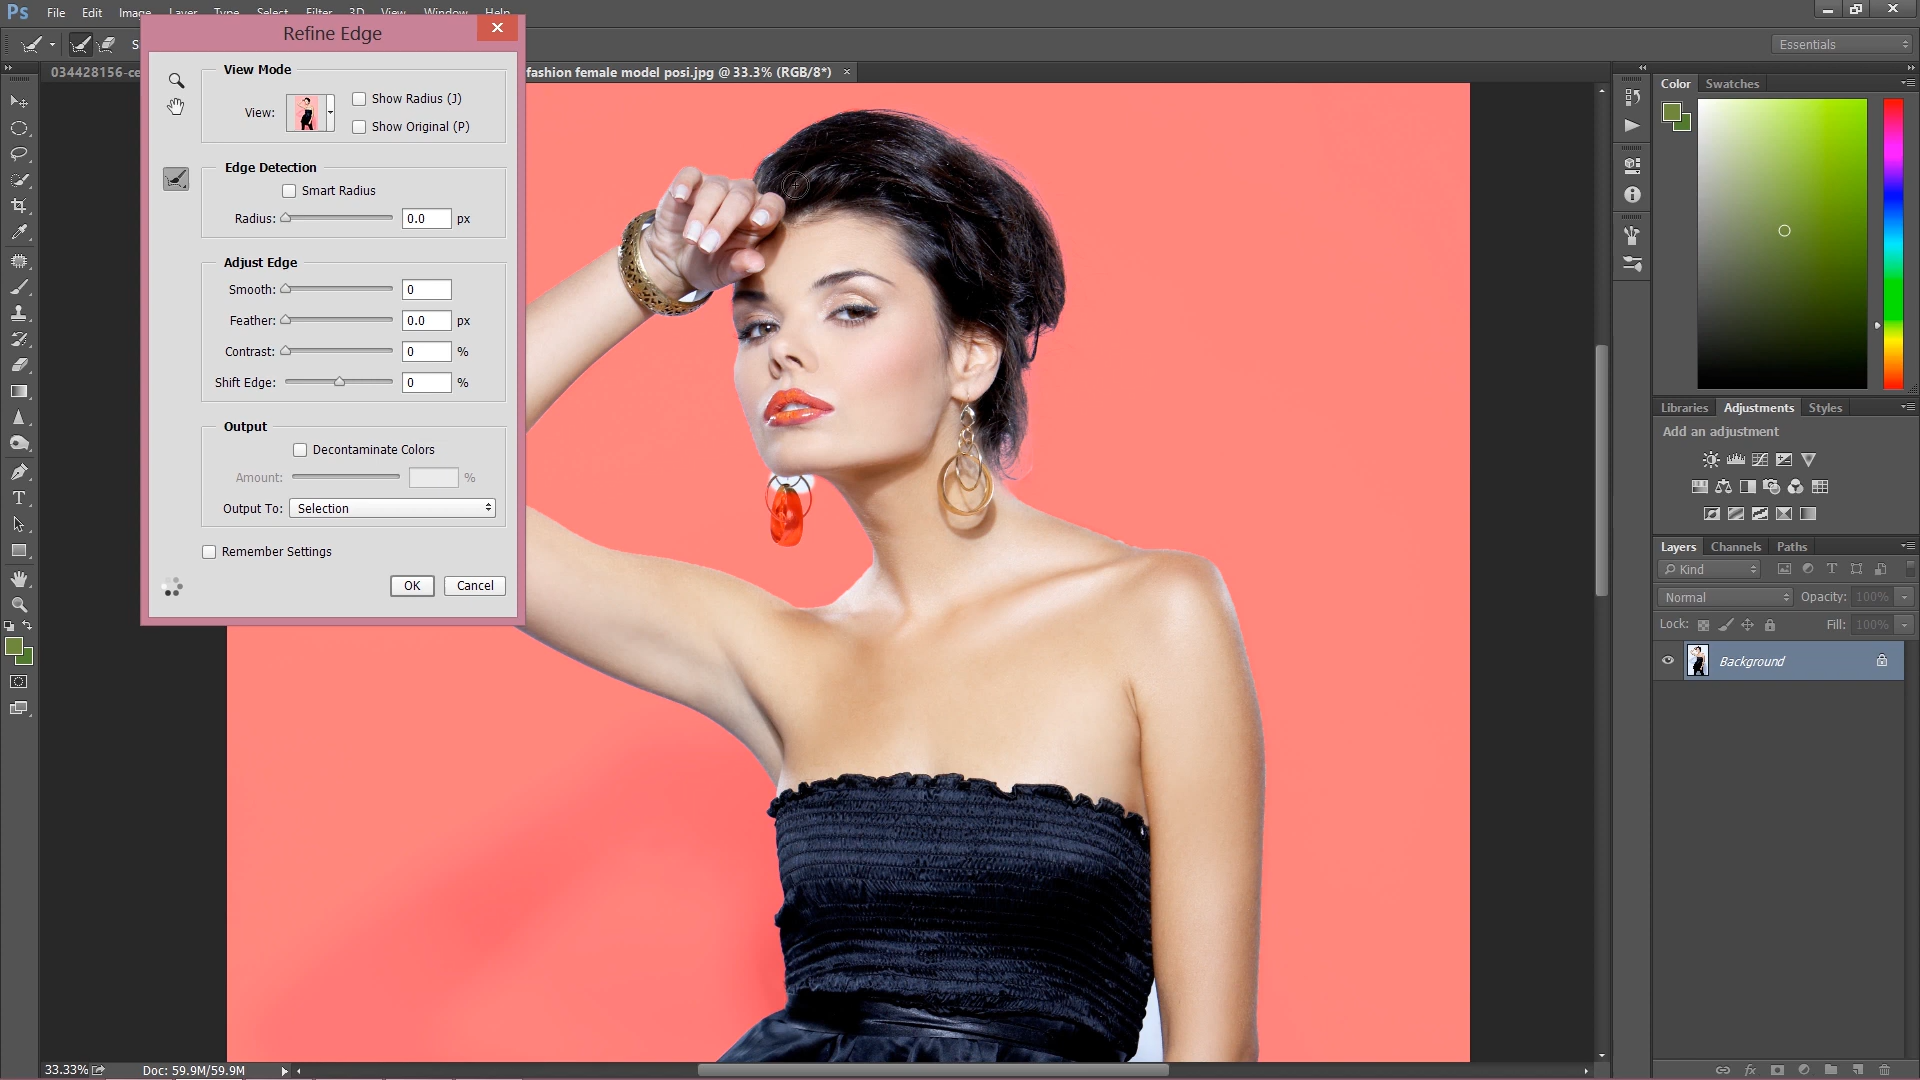 Ps File Edit Image Layer Type Select Filter 3D View Window Help
Essentials
034428156-ce
fashion female model posi.jpg @ 33.3% (RGB/8*) ×
Refine Edge
View Mode
View:
Show Radius (J)
Show Original (P)
Edge Detection
Smart Radius
Radius: 0.0 px
Adjust Edge
Smooth: 0
Feather: 0.0 px
Contrast: 0 %
Shift Edge: 0 %
Output
Decontaminate Colors
Amount: %
Output To: Selection
Remember Settings
OK Cancel
Color Swatches
Libraries Adjustments Styles
Add an adjustment
Layers Channels Paths
Kind
Normal Opacity: 100%
Lock: Fill: 100%
Background
33.33% Doc: 59.9M/59.9M